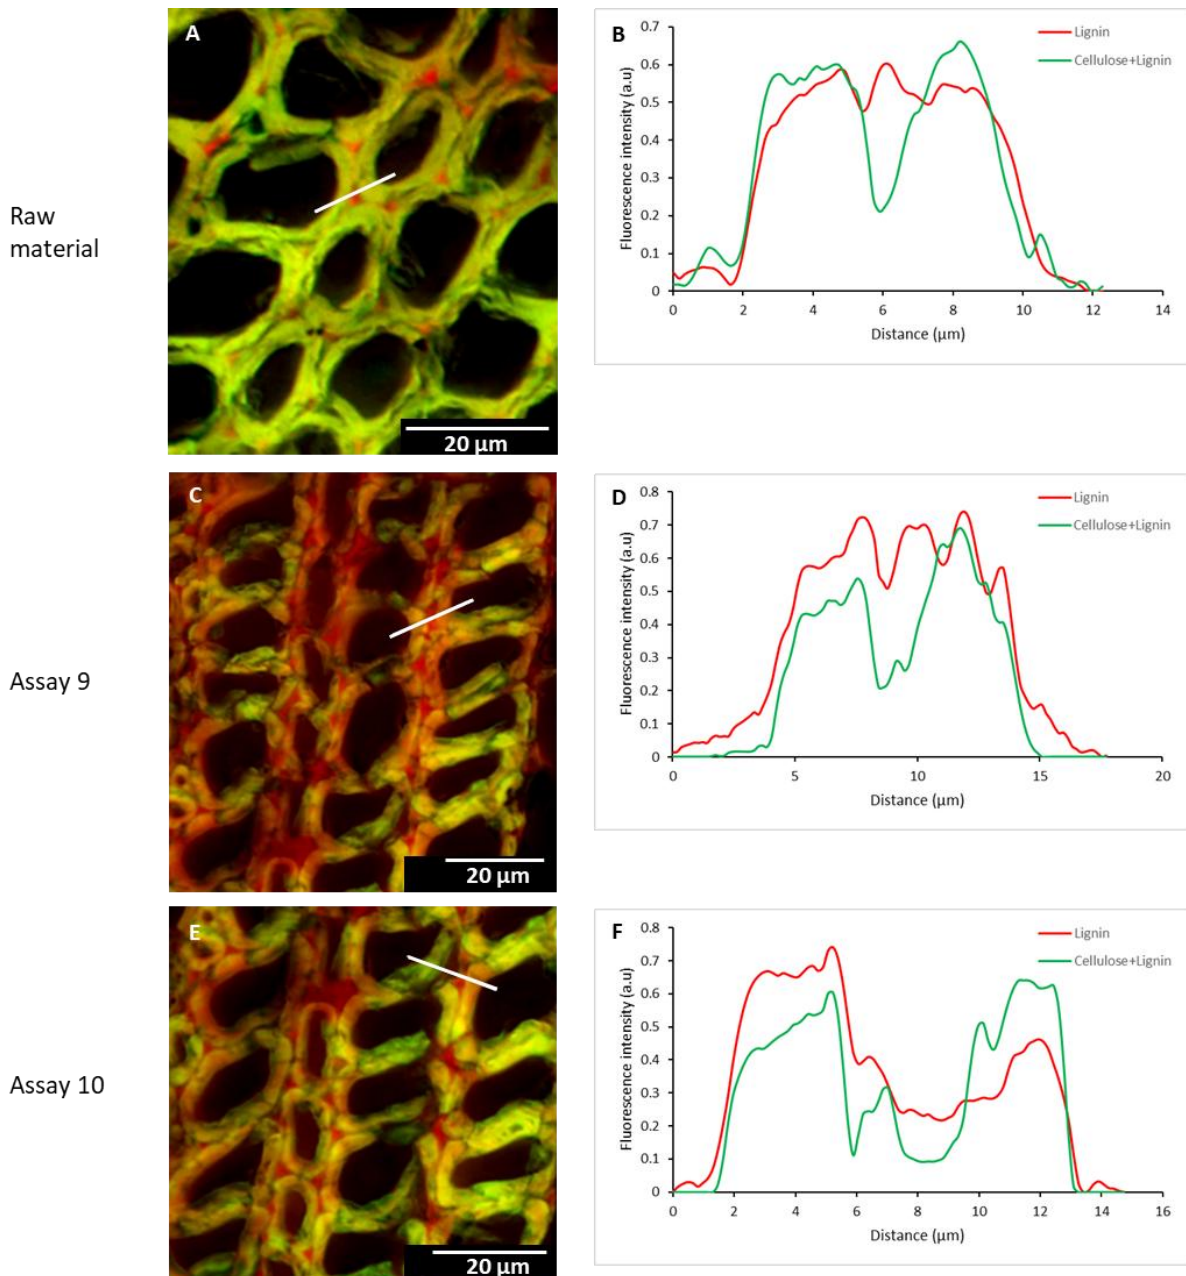 Raw
material
A
20 µm
B
Fluorescence intensity (a.u)
0.7
0.6
0.5
0.4
0.3
0.2
0.1
0
0 2 4 6 8 10 12 14
Distance (µm)
Lignin
Cellulose+Lignin
Assay 9
C
20 µm
D
Fluorescence intensity (a.u)
0.8
0.7
0.6
0.5
0.4
0.3
0.2
0.1
0
0 5 10 15 20
Distance (µm)
Lignin
Cellulose+Lignin
Assay 10
E
20 µm
F
Fluorescence intensity (a.u)
0.8
0.7
0.6
0.5
0.4
0.3
0.2
0.1
0
0 2 4 6 8 10 12 14 16
Distance (µm)
Lignin
Cellulose+Lignin